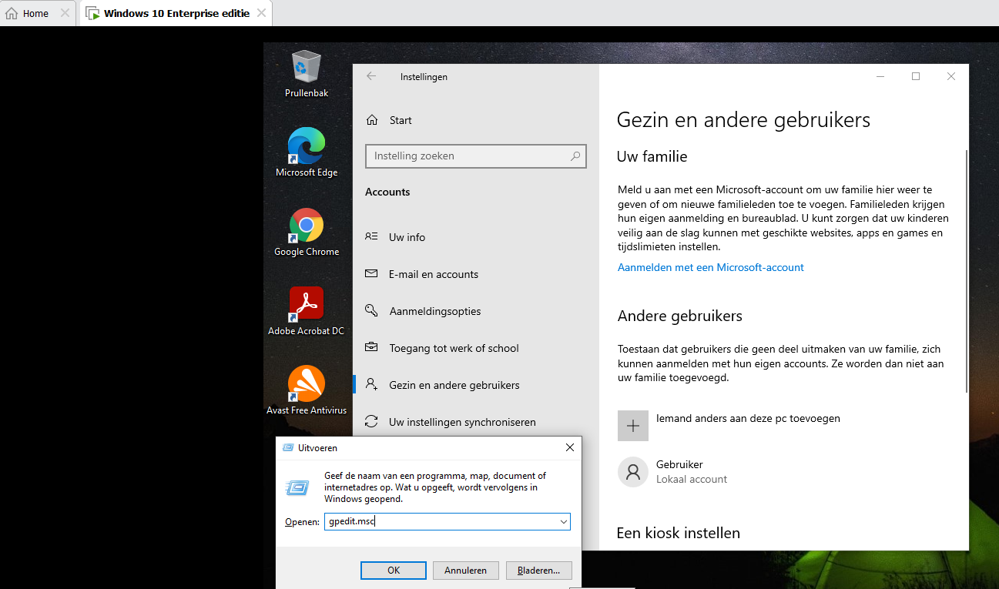 Home
Windows 10 Enterprise editie
Prullenbak
Microsoft Edge
Google Chrome
Adobe Acrobat DC
Avast Free Antivirus
Instellingen
Start
Instelling zoeken
Accounts
Uw info
E-mail en accounts
Aanmeldingsopties
Toegang tot werk of school
Gezin en andere gebruikers
Uw instellingen synchroniseren
Gezin en andere gebruikers
Uw familie
Meld u aan met een Microsoft-account om uw familie hier weer te
geven of om nieuwe familieleden toe te voegen. Familieleden krijgen
hun eigen aanmelding en bureaublad. U kunt zorgen dat uw kinderen
veilig aan de slag kunnen met geschikte websites, apps en games en
tijdslimieten instellen.
Aanmelden met een Microsoft-account
Andere gebruikers
Toestaan dat gebruikers die geen deel uitmaken van uw familie, zich
kunnen aanmelden met hun eigen accounts. Ze worden dan niet aan
uw familie toegevoegd.
Iemand anders aan deze pc toevoegen
Gebruiker
Lokaal account
Een kiosk instellen
Uitvoeren
Geef de naam van een programma, map, document of
internetadres op. Wat u opgeeft, wordt vervolgens in
Windows geopend.
Openen: gpedit.msc
OK Annuleren Bladeren...